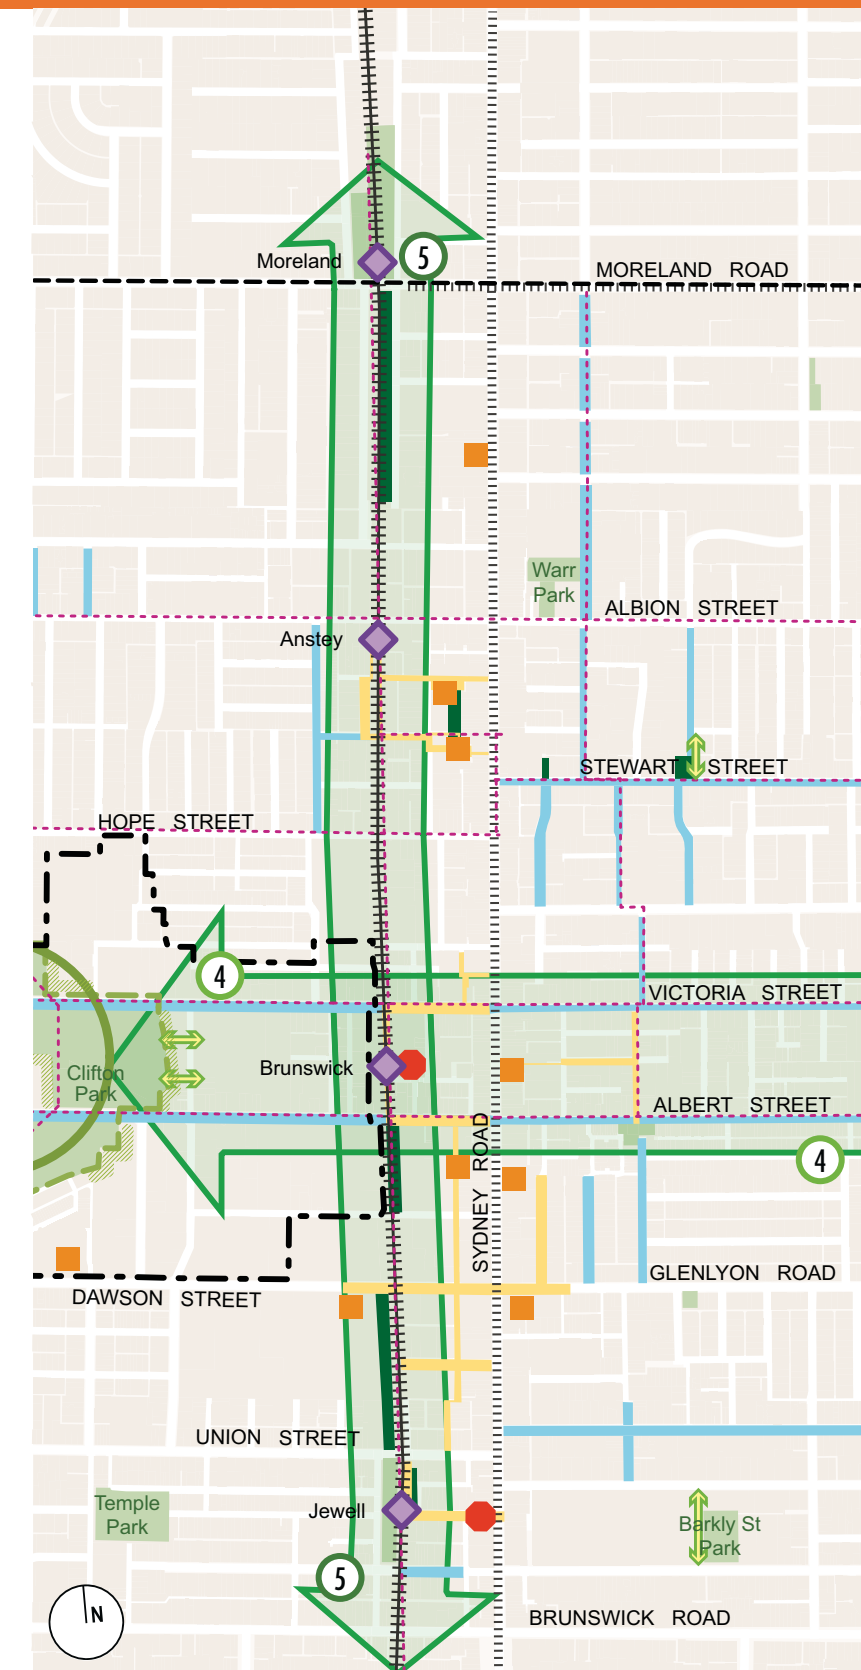 Moreland
5
MORELAND ROAD
Warr
Park
ALBION STREET
Anstey
STEWART STREET
HOPE STREET
4
VICTORIA STREET
Brunswick
Clifton
Park
ALBERT STREET
4
SYDNEY ROAD
GLENLYON ROAD
DAWSON STREET
UNION STREET
Temple
Park
Jewell
Barkly St
Park
5
N
BRUNSWICK ROAD